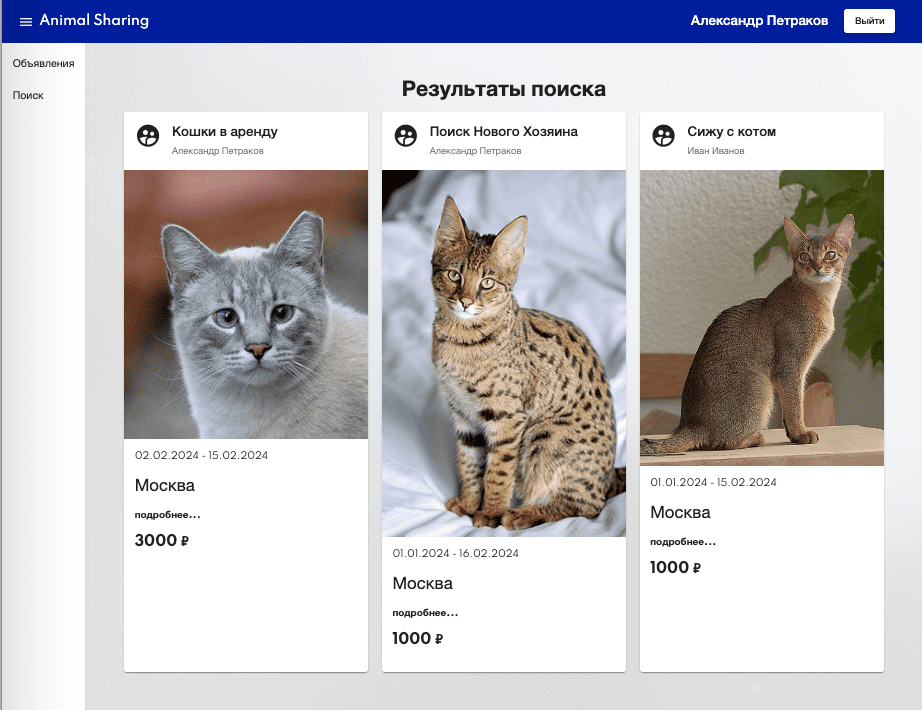 Animal Sharing
Александр Петраков
Выйти
Объявления
Поиск
Результаты поиска
Кошки в аренду
Александр Петраков
02.02.2024 - 15.02.2024
Москва
подробнее...
3000 ₽
Поиск Нового Хозяина
Александр Петраков
01.01.2024 - 16.02.2024
Москва
подробнее...
1000 ₽
Сижу с котом
Иван Иванов
01.01.2024 - 15.02.2024
Москва
подробнее...
1000 ₽